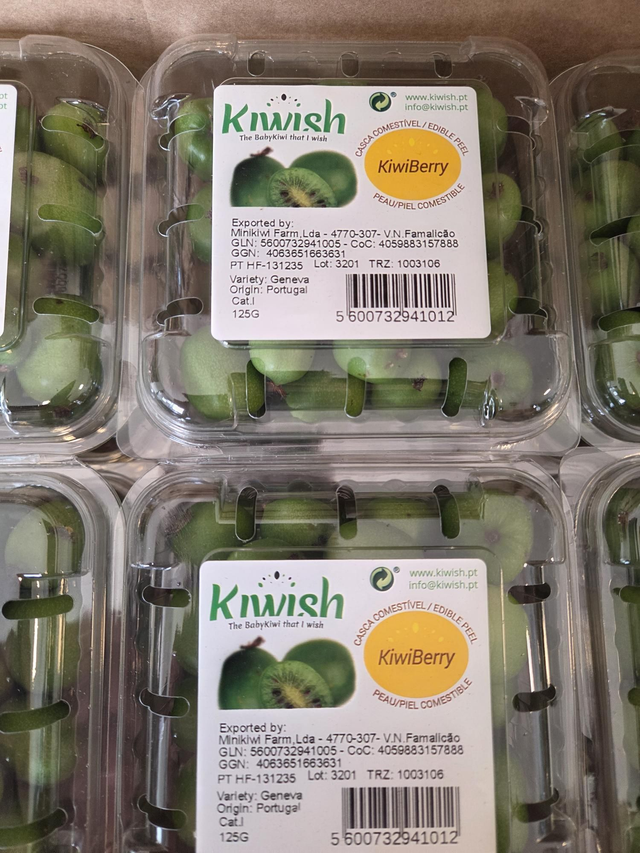 pt
pt
Kiwish
The BabyKiwi that I wish
www.kiwish.pt
info@kiwish.pt
CASCA COMESTÍVEL / EDIBLE PEEL
KiwiBerry
PEAU/PIEL COMESTIBLE
Exported by:
Minikiwi Farm,Lda - 4770-307- V.N.Famalicão
GLN: 5600732941005 - CoC: 4059883157888
GGN: 4063651663631
PT HF-131235 Lot: 3201 TRZ: 1003106
Variety: Geneva
Origin: Portugal
Cat.I
125G
5 600732 941012
Kiwish
The BabyKiwi that I wish
www.kiwish.pt
info@kiwish.pt
CASCA COMESTÍVEL / EDIBLE PEEL
KiwiBerry
PEAU/PIEL COMESTIBLE
Exported by:
Minikiwi Farm,Lda - 4770-307- V.N.Famalicão
GLN: 5600732941005 - CoC: 4059883157888
GGN: 4063651663631
PT HF-131235 Lot: 3201 TRZ: 1003106
Variety: Geneva
Origin: Portugal
Cat.I
125G
5 600732 941012